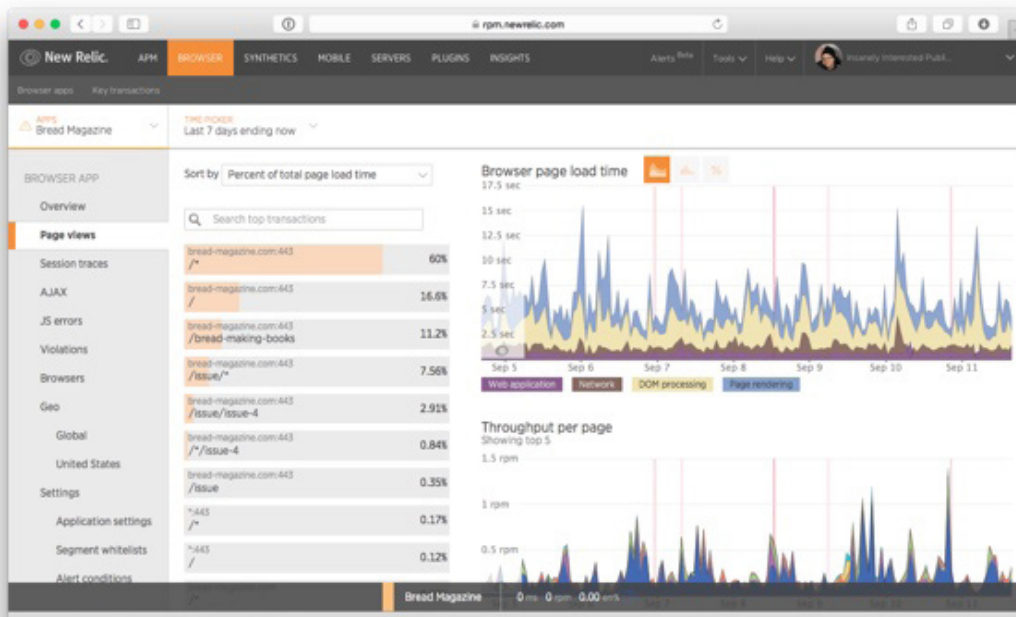 rpm.newrelic.com
New Relic. APM BROWSER SYNTHETICS MOBILE SERVERS PLUGINS INSIGHTS Alerts Beta Tools Help Insanely Interested Publ...
Browser apps Key transactions
APPS
Bread Magazine
TIME PICKER
Last 7 days ending now
BROWSER APP
Overview
Page views
Session traces
AJAX
JS errors
Violations
Browsers
Geo
Global
United States
Settings
Application settings
Segment whitelists
Alert conditions
Sort by Percent of total page load time
Search top transactions
bread-magazine.com:443
/* 60%
bread-magazine.com:443
/ 16.6%
bread-magazine.com:443
/bread-making-books 11.2%
bread-magazine.com:443
/issue/* 7.56%
bread-magazine.com:443
/issue/issue-4 2.91%
bread-magazine.com:443
/*/issue-4 0.84%
bread-magazine.com:443
/issue 0.35%
*:443
/* 0.17%
*:443
/ 0.12%
Browser page load time
17.5 sec
15 sec
12.5 sec
10 sec
7.5 sec
5 sec
2.5 sec
Sep 5 Sep 6 Sep 7 Sep 8 Sep 9 Sep 10 Sep 11
Web application Network DOM processing Page rendering
Throughput per page
Showing top 5
1.5 rpm
1 rpm
0.5 rpm
Bread Magazine 0 ms 0 rpm 0.00 err%